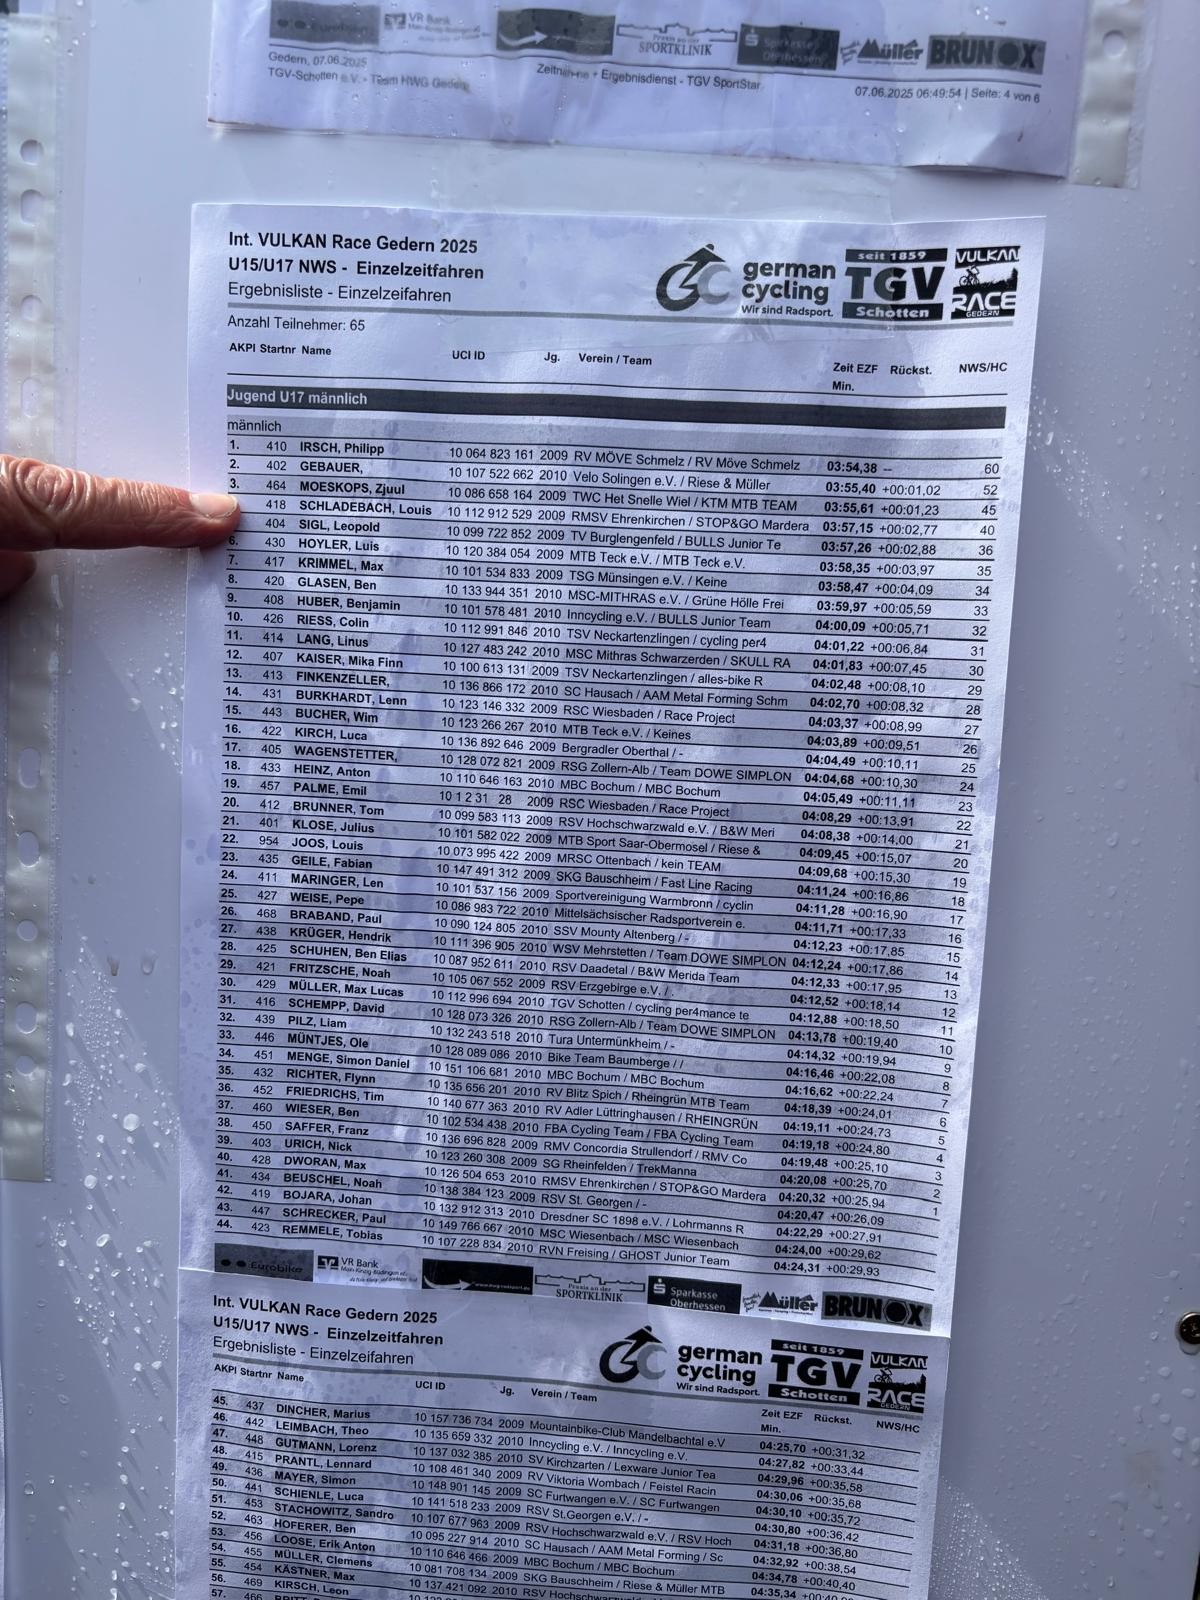 Gedern, 07.06.2025
TGV-Schotten e.V. - Team HWG Gedern
Zeitnahme + Ergebnisdienst - TGV SportStar
07.06.2025 06:49:54 | Seite: 4 von 6
Eurobike VR Bank Praxis an der SPORTKLINIK Sparkasse Oberhessen Müller BRUNOX
Int. VULKAN Race Gedern 2025
U15/U17 NWS - Einzelzeitfahren
Ergebnisliste - Einzelzeifahren
german cycling Wir sind Radsport.
seit 1859 TGV Schotten
VULKAN RACE GEDERN
Anzahl Teilnehmer: 65
AKPl Startnr Name UCI ID Jg. Verein / Team Zeit EZF Rückst. NWS/HC
Min.
Jugend U17 männlich
männlich
1. 410 IRSCH, Philipp 10 064 823 161 2009 RV MÖVE Schmelz / RV Möve Schmelz 03:54,38 -- 60
2. 402 GEBAUER, 10 107 522 662 2010 Velo Solingen e.V. / Riese & Müller 03:55,40 +00:01,02 52
3. 464 MOESKOPS, Zjuul 10 086 658 164 2009 TWC Het Snelle Wiel / KTM MTB TEAM 03:55,61 +00:01,23 45
418 SCHLADEBACH, Louis 10 112 912 529 2009 RMSV Ehrenkirchen / STOP&GO Mardera 03:57,15 +00:02,77 40
404 SIGL, Leopold 10 099 722 852 2009 TV Burglengenfeld / BULLS Junior Te 03:57,26 +00:02,88 36
6. 430 HOYLER, Luis 10 120 384 054 2009 MTB Teck e.V. / MTB Teck e.V. 03:58,35 +00:03,97 35
7. 417 KRIMMEL, Max 10 101 534 833 2009 TSG Münsingen e.V. / Keine 03:58,47 +00:04,09 34
8. 420 GLASEN, Ben 10 133 944 351 2010 MSC-MITHRAS e.V. / Grüne Hölle Frei 03:59,97 +00:05,59 33
9. 408 HUBER, Benjamin 10 101 578 481 2010 Inncycling e.V. / BULLS Junior Team 04:00,09 +00:05,71 32
10. 426 RIESS, Colin 10 112 991 846 2010 TSV Neckartenzlingen / cycling per4 04:01,22 +00:06,84 31
11. 414 LANG, Linus 10 127 483 242 2010 MSC Mithras Schwarzerden / SKULL RA 04:01,83 +00:07,45 30
12. 407 KAISER, Mika Finn 10 100 613 131 2009 TSV Neckartenzlingen / alles-bike R 04:02,48 +00:08,10 29
13. 413 FINKENZELLER, 10 136 866 172 2010 SC Hausach / AAM Metal Forming Schm 04:02,70 +00:08,32 28
14. 431 BURKHARDT, Lenn 10 123 146 332 2009 RSC Wiesbaden / Race Project 04:03,37 +00:08,99 27
15. 443 BUCHER, Wim 10 123 266 267 2010 MTB Teck e.V. / Keines 04:03,89 +00:09,51 26
16. 422 KIRCH, Luca 10 136 892 646 2009 Bergradler Oberthal / - 04:04,49 +00:10,11 25
17. 405 WAGENSTETTER, 10 128 072 821 2009 RSG Zollern-Alb / Team DOWE SIMPLON 04:04,68 +00:10,30 24
18. 433 HEINZ, Anton 10 110 646 163 2010 MBC Bochum / MBC Bochum 04:05,49 +00:11,11 23
19. 457 PALME, Emil 10 1 2 31 28 2009 RSC Wiesbaden / Race Project 04:08,29 +00:13,91 22
20. 412 BRUNNER, Tom 10 099 583 113 2009 RSV Hochschwarzwald e.V. / B&W Meri 04:08,38 +00:14,00 21
21. 401 KLOSE, Julius 10 101 582 022 2009 MTB Sport Saar-Obermosel / Riese & 04:09,45 +00:15,07 20
22. 954 JOOS, Louis 10 073 995 422 2009 MRSC Ottenbach / kein TEAM 04:09,68 +00:15,30 19
23. 435 GEILE, Fabian 10 147 491 312 2009 SKG Bauschheim / Fast Line Racing 04:11,24 +00:16,86 18
24. 411 MARINGER, Len 10 101 537 156 2009 Sportvereinigung Warmbronn / cyclin 04:11,28 +00:16,90 17
25. 427 WEISE, Pepe 10 086 983 722 2010 Mittelsächsischer Radsportverein e. 04:11,71 +00:17,33 16
26. 468 BRABAND, Paul 10 090 124 805 2010 SSV Mounty Altenberg / - 04:12,23 +00:17,85 15
27. 438 KRÜGER, Hendrik 10 111 396 905 2010 WSV Mehrstetten / Team DOWE SIMPLON 04:12,24 +00:17,86 14
28. 425 SCHUHEN, Ben Elias 10 087 952 611 2010 RSV Daadetal / B&W Merida Team 04:12,33 +00:17,95 13
29. 421 FRITZSCHE, Noah 10 105 067 552 2009 RSV Erzgebirge e.V. / . 04:12,52 +00:18,14 12
30. 429 MÜLLER, Max Lucas 10 112 996 694 2010 TGV Schotten / cycling per4mance te 04:12,88 +00:18,50 11
31. 416 SCHEMPP, David 10 128 073 326 2010 RSG Zollern-Alb / Team DOWE SIMPLON 04:13,78 +00:19,40 10
32. 439 PILZ, Liam 10 132 243 518 2010 Tura Untermünkheim / - 04:14,32 +00:19,94 9
33. 446 MÜNTJES, Ole 10 128 089 086 2010 Bike Team Baumberge / / 04:16,46 +00:22,08 8
34. 451 MENGE, Simon Daniel 10 151 106 681 2010 MBC Bochum / MBC Bochum 04:16,62 +00:22,24 7
35. 432 RICHTER, Flynn 10 135 656 201 2010 RV Blitz Spich / Rheingrün MTB Team 04:18,39 +00:24,01 6
36. 452 FRIEDRICHS, Tim 10 140 677 363 2010 RV Adler Lüttringhausen / RHEINGRÜN 04:19,11 +00:24,73 5
37. 460 WIESER, Ben 10 102 534 438 2010 FBA Cycling Team / FBA Cycling Team 04:19,18 +00:24,80 4
38. 450 SAFFER, Franz 10 136 696 828 2009 RMV Concordia Strullendorf / RMV Co 04:19,48 +00:25,10 3
39. 403 URICH, Nick 10 123 260 308 2009 SG Rheinfelden / TrekManna 04:20,08 +00:25,70 2
40. 428 DWORAN, Max 10 126 504 653 2010 RMSV Ehrenkirchen / STOP&GO Mardera 04:20,32 +00:25,94 1
41. 434 BEUSCHEL, Noah 10 138 384 123 2009 RSV St. Georgen / - 04:20,47 +00:26,09
42. 419 BOJARA, Johan 10 132 912 313 2010 Dresdner SC 1898 e.V. / Lohrmanns R 04:22,29 +00:27,91
43. 447 SCHRECKER, Paul 10 149 766 667 2010 MSC Wiesenbach / MSC Wiesenbach 04:24,00 +00:29,62
44. 423 REMMELE, Tobias 10 107 228 834 2010 RVN Freising / GHOST Junior Team 04:24,31 +00:29,93
Eurobike VR Bank Main-Kinzig-Büdingen eG www.hwg-radsport.de Praxis an der SPORTKLINIK Sparkasse Oberhessen Müller BRUNOX
Int. VULKAN Race Gedern 2025
U15/U17 NWS - Einzelzeitfahren
Ergebnisliste - Einzelzeifahren
german cycling Wir sind Radsport.
seit 1859 TGV Schotten
VULKAN RACE GEDERN
AKPl Startnr Name UCI ID Jg. Verein / Team Zeit EZF Rückst. NWS/HC
Min.
45. 437 DINCHER, Marius 10 157 736 734 2009 Mountainbike-Club Mandelbachtal e.V 04:25,70 +00:31,32
46. 442 LEIMBACH, Theo 10 135 659 332 2010 Inncycling e.V. / Inncycling e.V. 04:27,82 +00:33,44
47. 448 GUTMANN, Lorenz 10 137 032 385 2010 SV Kirchzarten / Lexware Junior Tea 04:29,96 +00:35,58
48. 415 PRANTL, Lennard 10 108 461 340 2009 RV Viktoria Wombach / Feistel Racin 04:30,06 +00:35,68
49. 436 MAYER, Simon 10 148 901 145 2009 SC Furtwangen e.V. / SC Furtwangen 04:30,10 +00:35,72
50. 441 SCHIENLE, Luca 10 141 518 233 2009 RSV St.Georgen e.V. / - 04:30,80 +00:36,42
51. 453 STACHOWITZ, Sandro 10 107 677 963 2009 RSV Hochschwarzwald e.V. / RSV Hoch 04:31,18 +00:36,80
52. 463 HOFERER, Ben 10 095 227 914 2010 SC Hausach / AAM Metal Forming / Sc 04:32,92 +00:38,54
53. 456 LOOSE, Erik Anton 10 110 646 466 2009 MBC Bochum / MBC Bochum 04:34,78 +00:40,40
54. 455 MÜLLER, Clemens 10 081 708 134 2009 SKG Bauschheim / Riese & Müller MTB 04:35,34
55. 454 KÄSTNER, Max 10 137 421 092 2010 RSV Hochschwarzw
56. 469 KIRSCH, Leon
57. 466